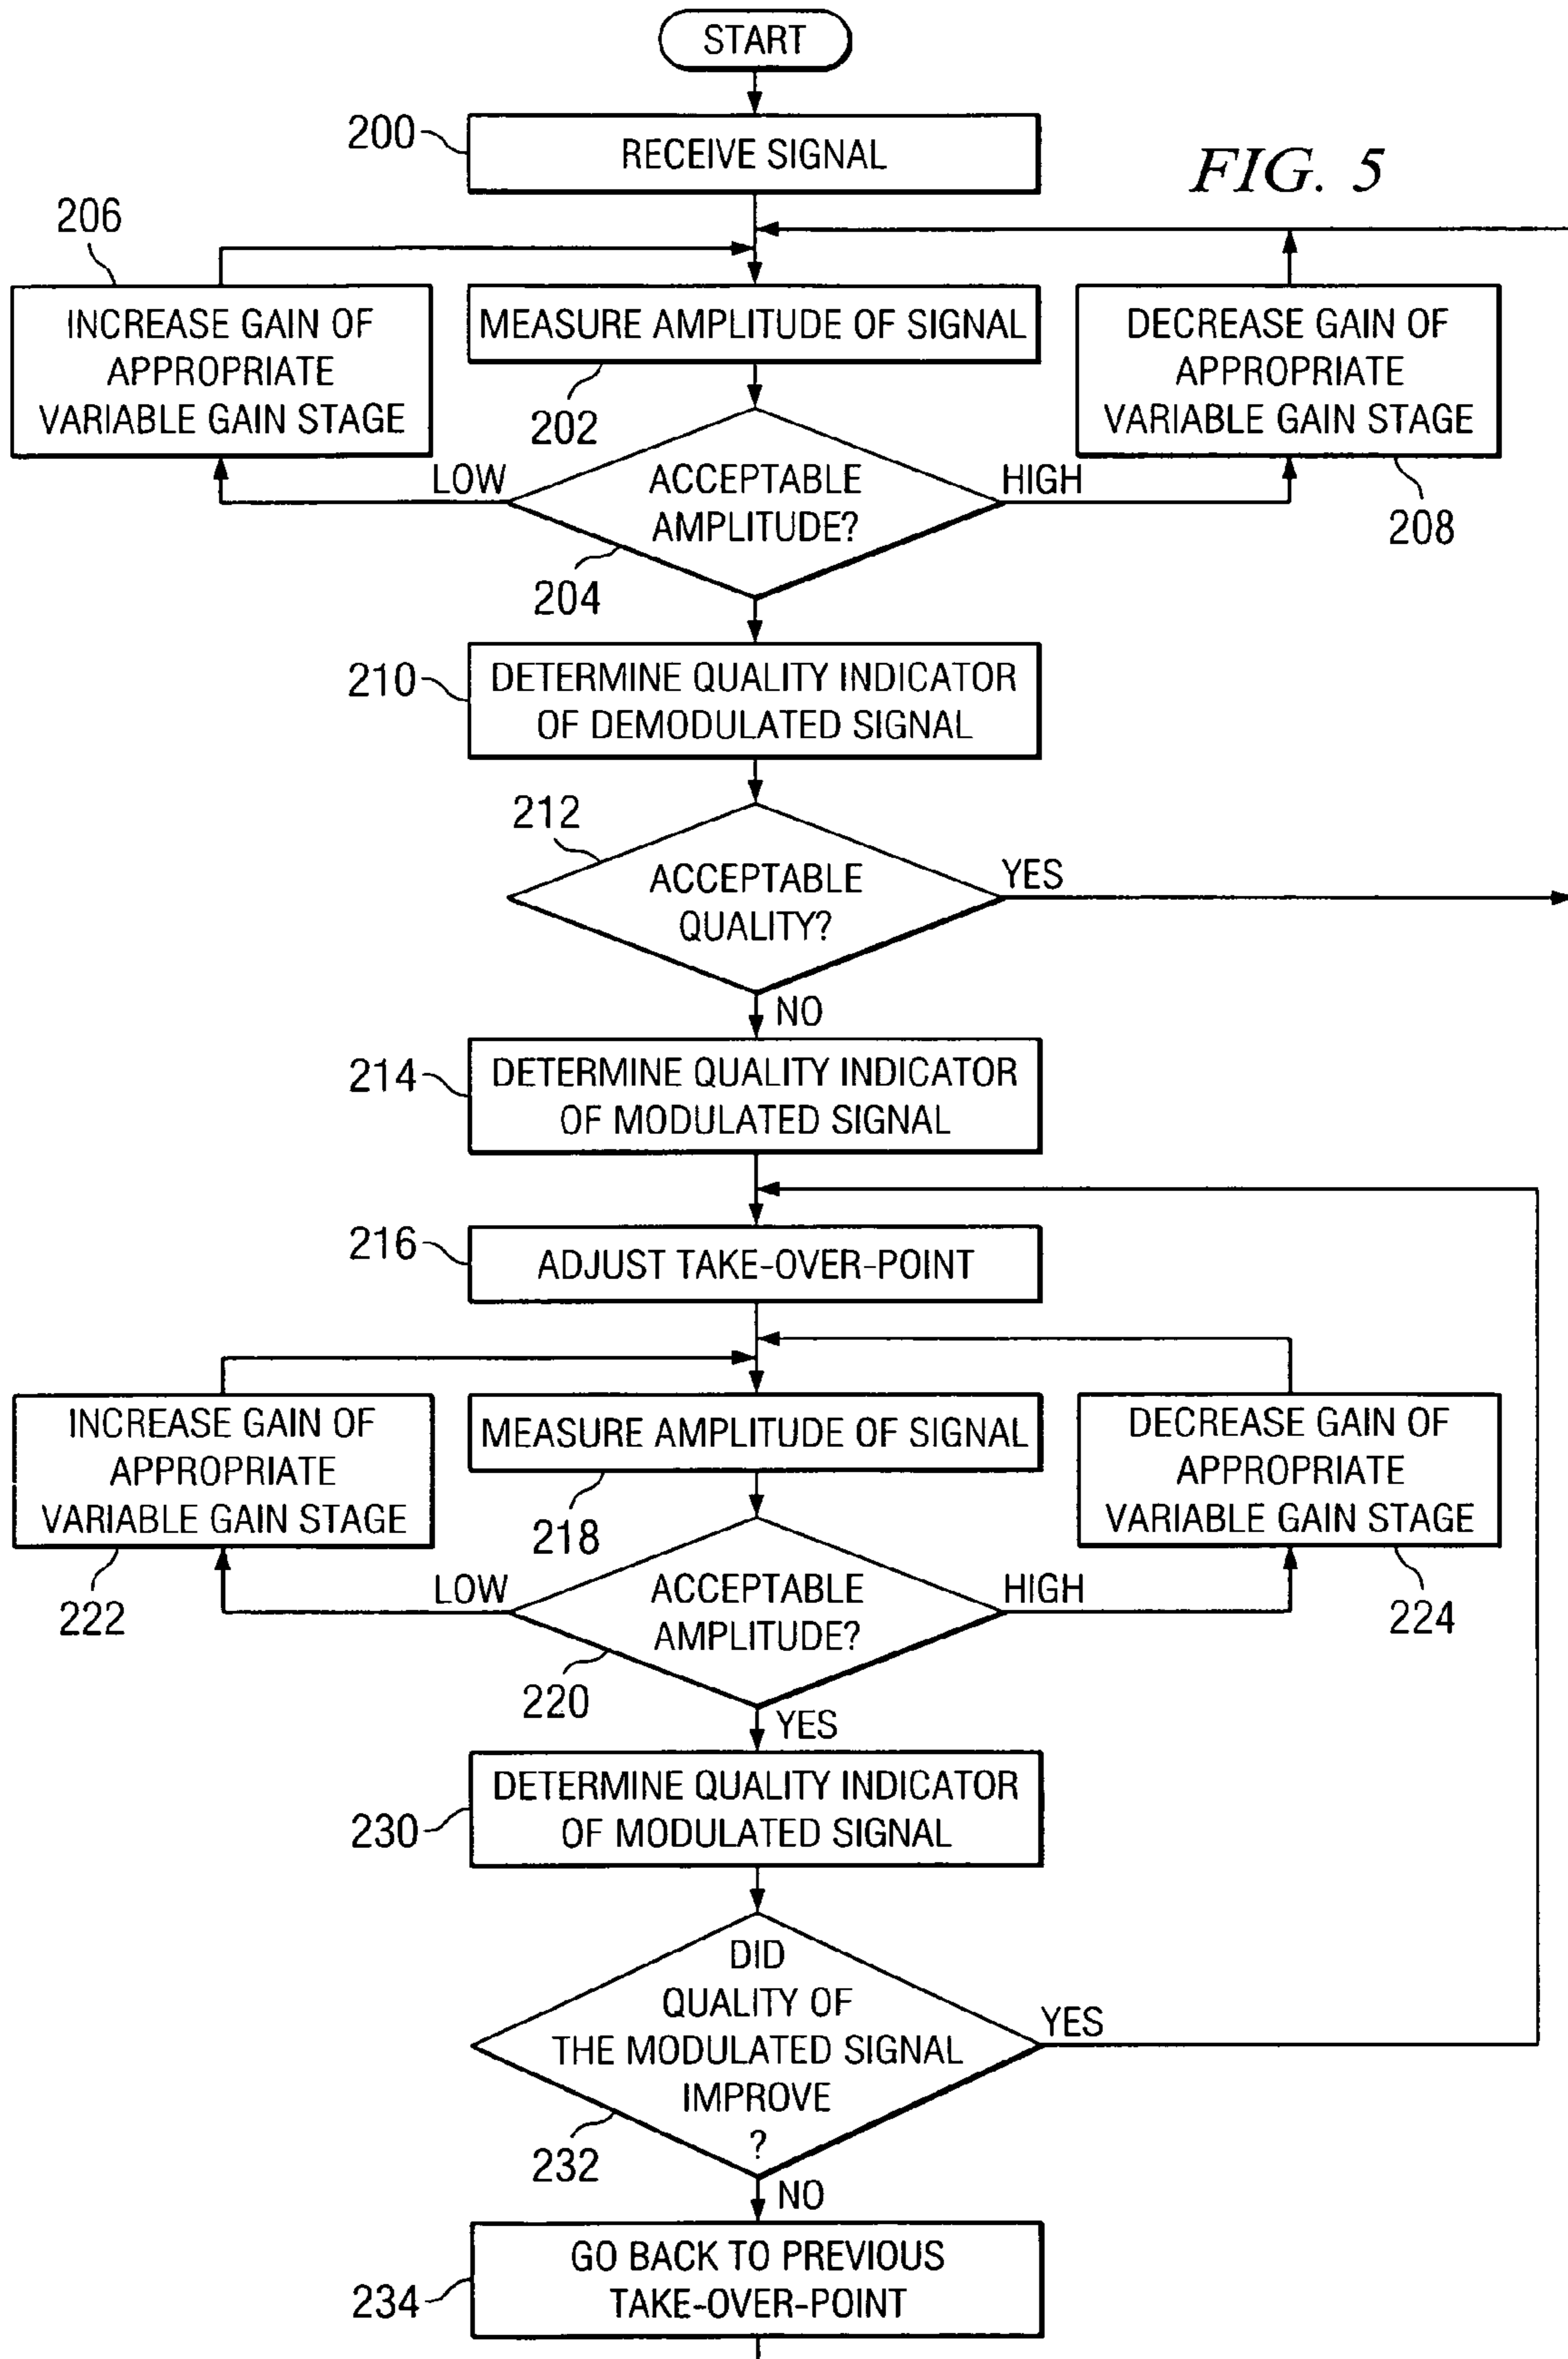 START
200
RECEIVE SIGNAL
FIG. 5
206
INCREASE GAIN OF
APPROPRIATE
VARIABLE GAIN STAGE
MEASURE AMPLITUDE OF SIGNAL
202
DECREASE GAIN OF
APPROPRIATE
VARIABLE GAIN STAGE
208
LOW
ACCEPTABLE
AMPLITUDE?
HIGH
204
210
DETERMINE QUALITY INDICATOR
OF DEMODULATED SIGNAL
212
ACCEPTABLE
QUALITY?
YES
NO
214
DETERMINE QUALITY INDICATOR
OF MODULATED SIGNAL
216
ADJUST TAKE-OVER-POINT
INCREASE GAIN OF
APPROPRIATE
VARIABLE GAIN STAGE
222
MEASURE AMPLITUDE OF SIGNAL
218
DECREASE GAIN OF
APPROPRIATE
VARIABLE GAIN STAGE
224
LOW
ACCEPTABLE
AMPLITUDE?
HIGH
220
YES
230
DETERMINE QUALITY INDICATOR
OF MODULATED SIGNAL
DID
QUALITY OF
THE MODULATED SIGNAL
IMPROVE
?
YES
232
NO
234
GO BACK TO PREVIOUS
TAKE-OVER-POINT